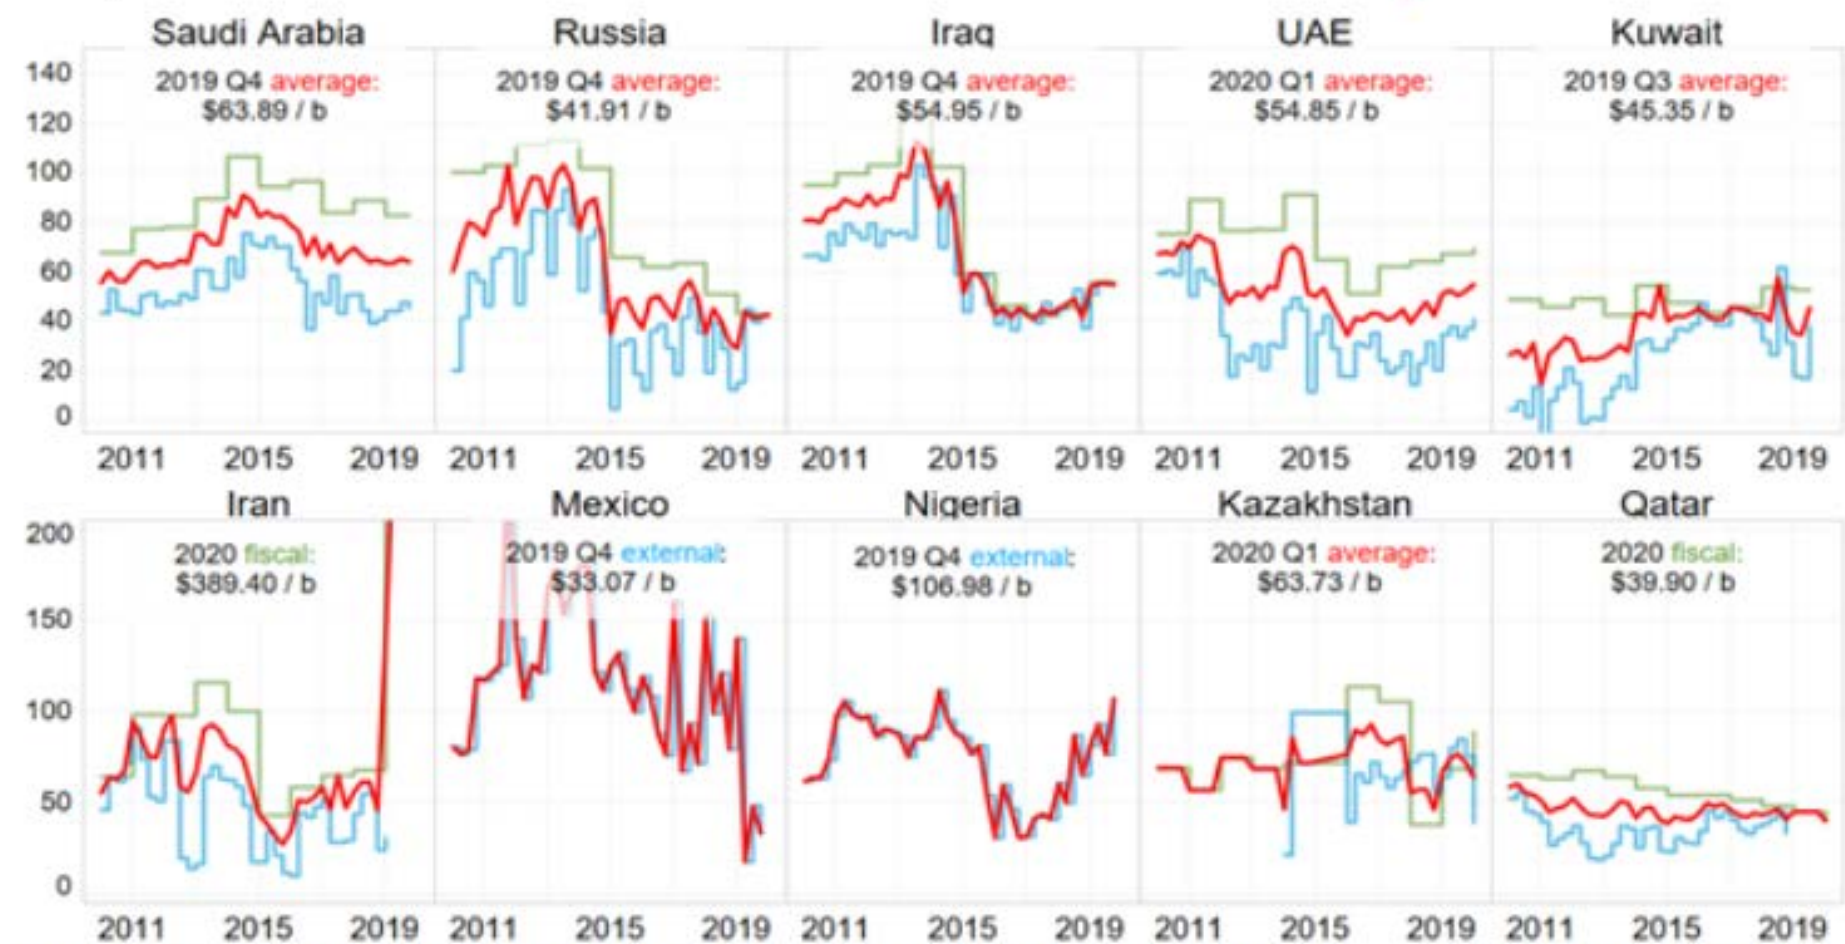 Saudi Arabia Russia Iraq UAE Kuwait
140
120
100
80
60
40
20
0
2019 Q4 average:
$63.89 / b
2019 Q4 average:
$41.91 / b
2019 Q4 average:
$54.95 / b
2020 Q1 average:
$54.85 / b
2019 Q3 average:
$45.35 / b
2011 2015 2019 2011 2015 2019 2011 2015 2019 2011 2015 2019 2011 2015 2019
Iran Mexico Nigeria Kazakhstan Qatar
200
150
100
50
0
2020 fiscal:
$389.40 / b
2019 Q4 external:
$33.07 / b
2019 Q4 external:
$106.98 / b
2020 Q1 average:
$63.73 / b
2020 fiscal:
$39.90 / b
2011 2015 2019 2011 2015 2019 2011 2015 2019 2011 2015 2019 2011 2015 2019